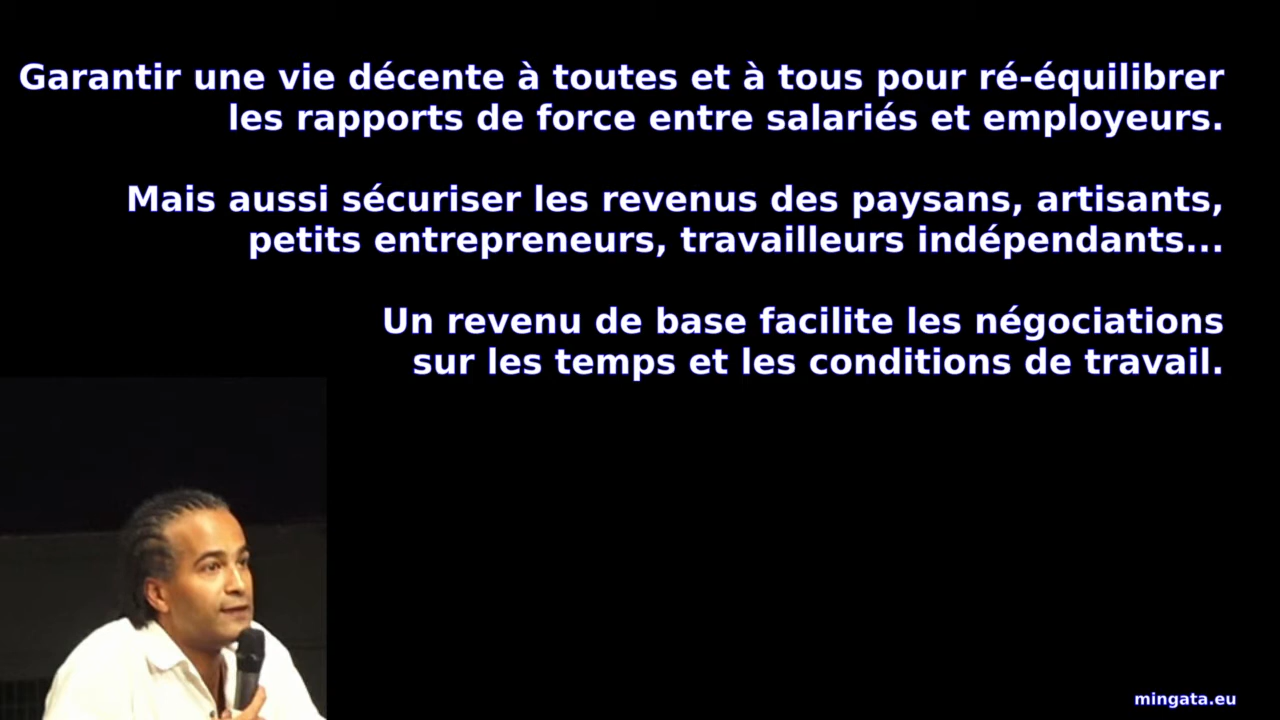 Garantir une vie décente à toutes et à tous pour ré-équilibrer
les rapports de force entre salariés et employeurs.
Mais aussi sécuriser les revenus des paysans, artisants,
petits entrepreneurs, travailleurs indépendants...
Un revenu de base facilite les négociations
sur les temps et les conditions de travail.
mingata.eu